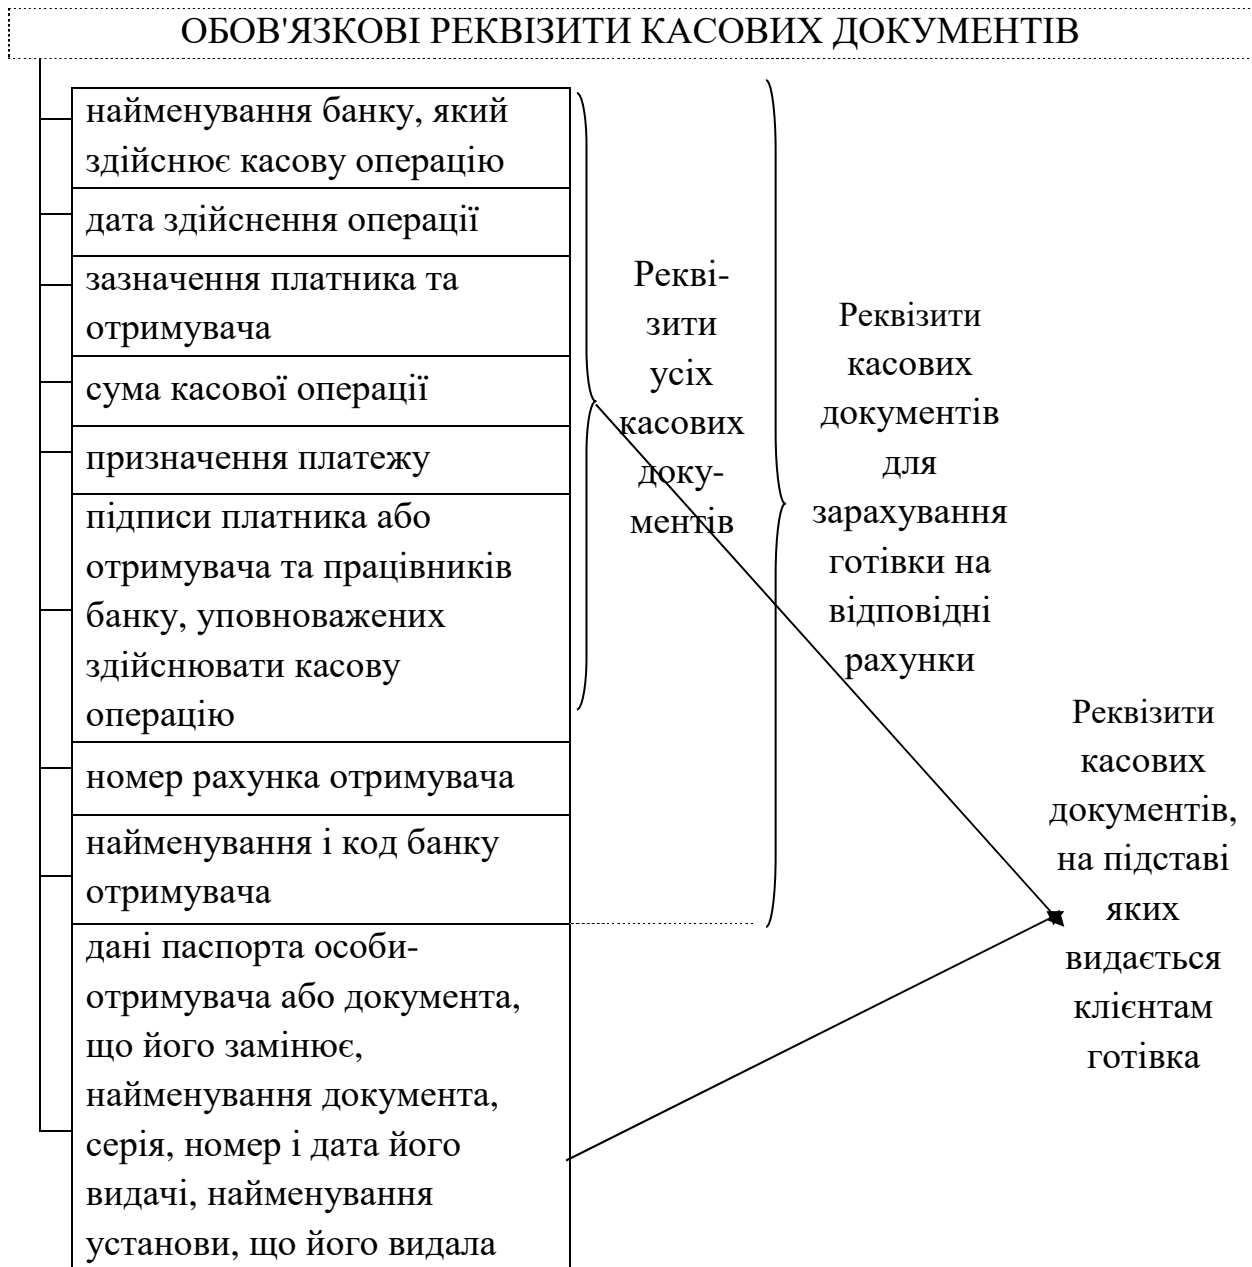 ОБОВ'ЯЗКОВІ РЕКВІЗИТИ КАСОВИХ ДОКУМЕНТІВ
найменування банку, який
здійснює касову операцію
дата здійснення операції
зазначення платника та
отримувача
сума касової операції
призначення платежу
підписи платника або
отримувача та працівників
банку, уповноважених
здійснювати касову
операцію
номер рахунка отримувача
найменування і код банку
отримувача
дані паспорта особи-
отримувача або документа,
що його замінює,
найменування документа,
серія, номер і дата його
видачі, найменування
установи, що його видала
Рекві-
зити
усіх
касових
доку-
ментів
Реквізити
касових
документів
для
зарахування
готівки на
відповідні
рахунки
Реквізити
касових
документів,
на підставі
яких
видається
клієнтам
готівка